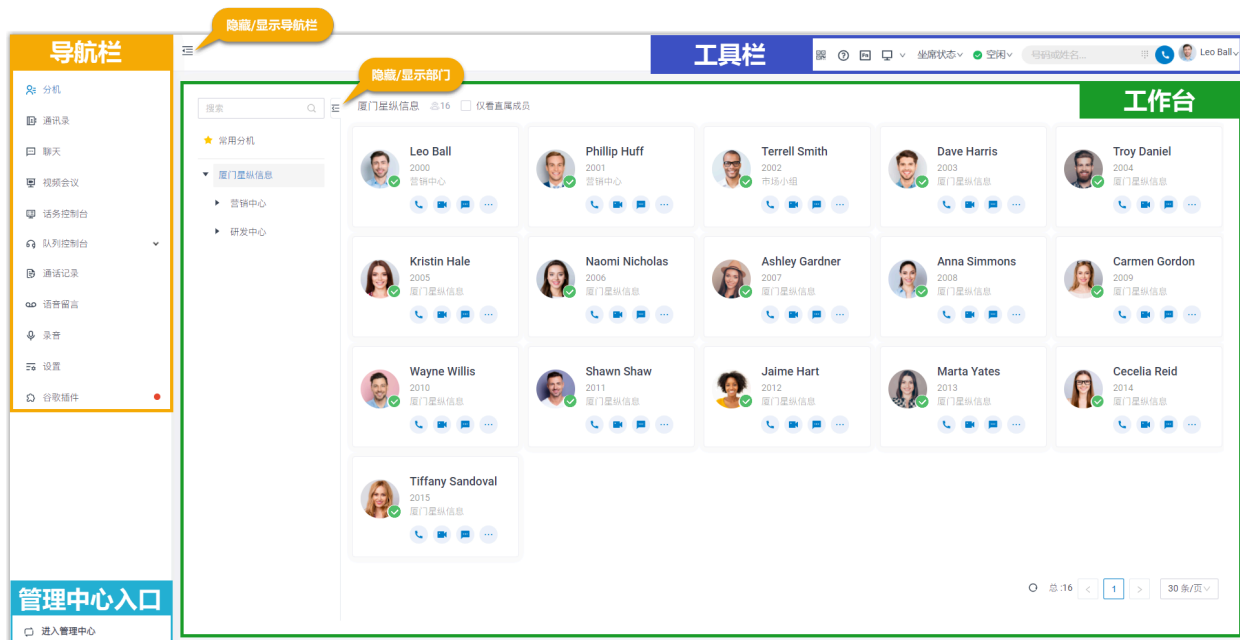 隐藏/显示导航栏
导航栏
工具栏
Fn
坐席状态
空闲
号码或姓名...
Leo Ball
隐藏/显示部门
工作台
分机
通讯录
聊天
视频会议
话务控制台
队列控制台
通话记录
语音留言
录音
设置
谷歌插件
管理中心入口
进入管理中心
搜索
常用分机
厦门星纵信息
营销中心
研发中心
厦门星纵信息 16 仅看直属成员
Leo Ball
2000
营销中心
Phillip Huff
2001
营销中心
Terrell Smith
2002
市场小组
Dave Harris
2003
厦门星纵信息
Troy Daniel
2004
厦门星纵信息
Kristin Hale
2005
厦门星纵信息
Naomi Nicholas
2006
厦门星纵信息
Ashley Gardner
2007
厦门星纵信息
Anna Simmons
2008
厦门星纵信息
Carmen Gordon
2009
厦门星纵信息
Wayne Willis
2010
厦门星纵信息
Shawn Shaw
2011
厦门星纵信息
Jaime Hart
2012
厦门星纵信息
Marta Yates
2013
厦门星纵信息
Cecelia Reid
2014
厦门星纵信息
Tiffany Sandoval
2015
厦门星纵信息
总:16
1
30 条/页